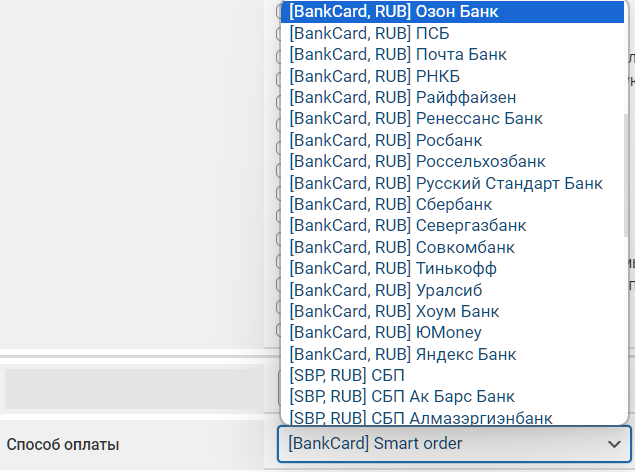 [BankCard, RUB] Озон Банк
[BankCard, RUB] ПСБ
[BankCard, RUB] Почта Банк
[BankCard, RUB] РНКБ
[BankCard, RUB] Райффайзен
[BankCard, RUB] Ренессанс Банк
[BankCard, RUB] Росбанк
[BankCard, RUB] Россельхозбанк
[BankCard, RUB] Русский Стандарт Банк
[BankCard, RUB] Сбербанк
[BankCard, RUB] Севергазбанк
[BankCard, RUB] Совкомбанк
[BankCard, RUB] Тинькофф
[BankCard, RUB] Уралсиб
[BankCard, RUB] Хоум Банк
[BankCard, RUB] ЮMoney
[BankCard, RUB] Яндекс Банк
[SBP, RUB] СБП
[SBP, RUB] СБП Ак Барс Банк
[SBP, RUB] СБП Алмазэргиэнбанк
Способ оплаты [BankCard] Smart order